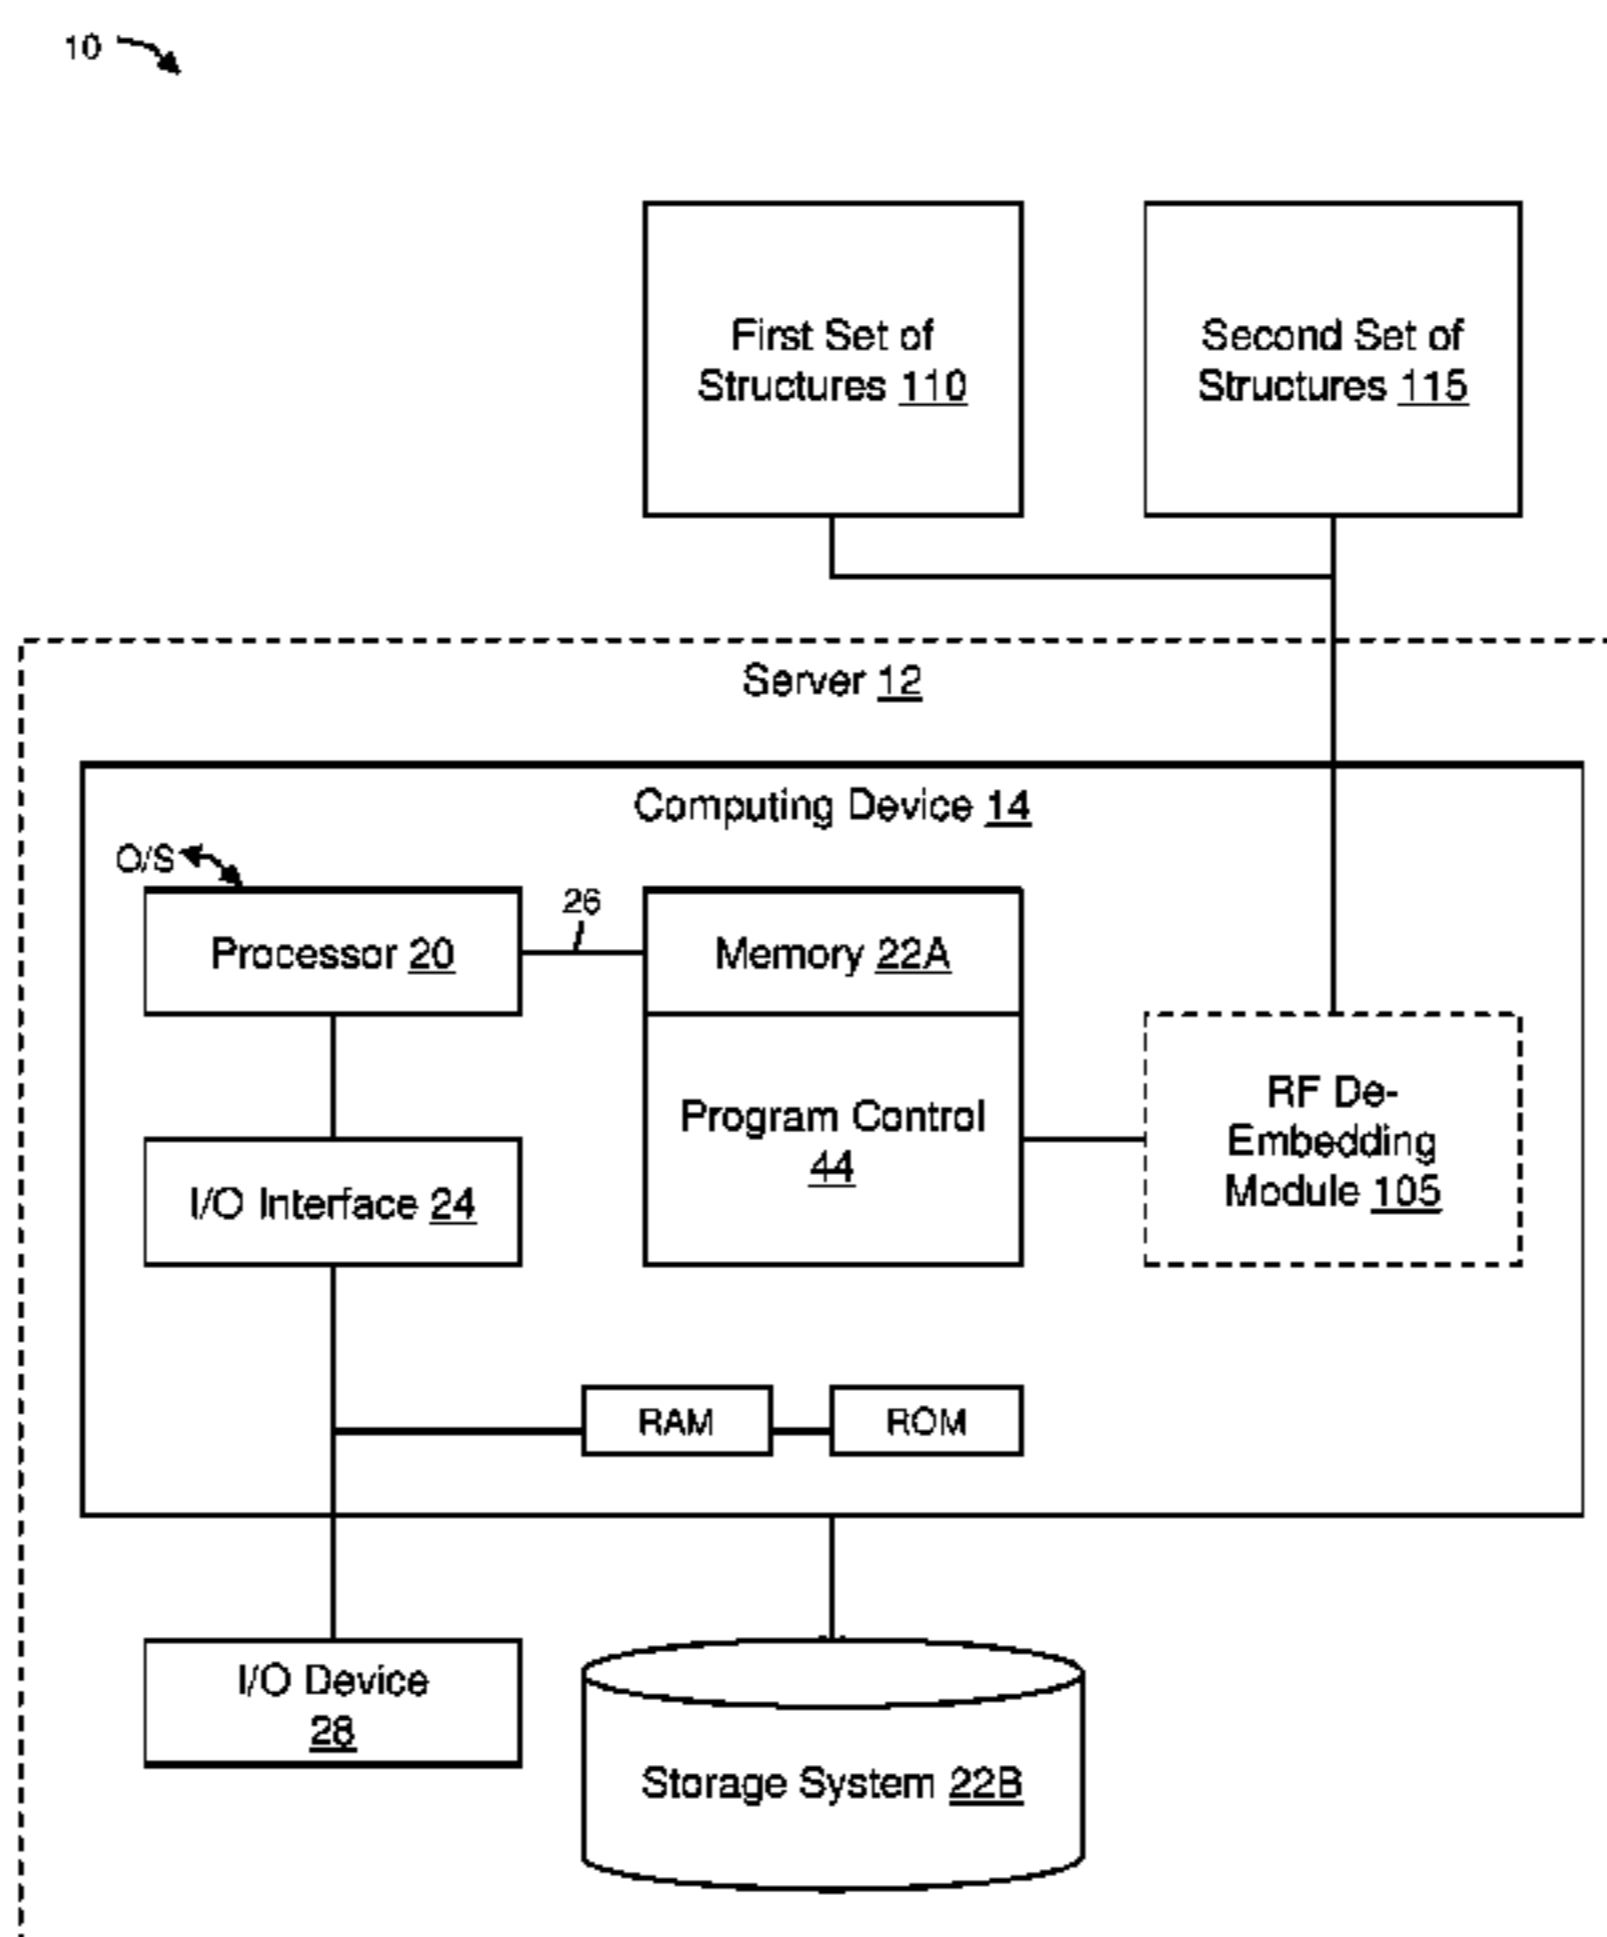 10
First Set of
Structures 110
Second Set of
Structures 115
Server 12
Computing Device 14
O/S
26
Processor 20
Memory 22A
Program Control
44
RF De-
Embedding
Module 105
I/O Interface 24
RAM
ROM
I/O Device
28
Storage System 22B